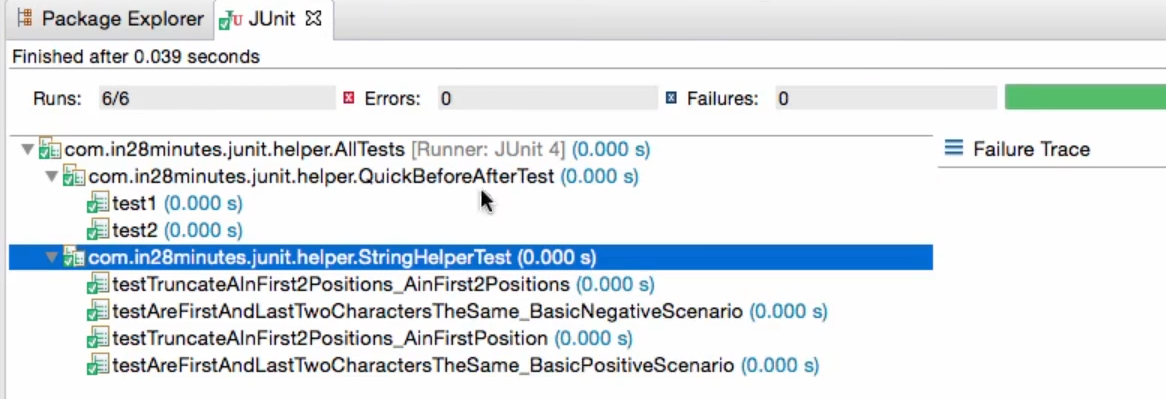 Package Explorer JUnit
Finished after 0.039 seconds
Runs: 6/6 Errors: 0 Failures: 0
com.in28minutes.junit.helper.AllTests [Runner: JUnit 4] (0.000 s)
Failure Trace
com.in28minutes.junit.helper.QuickBeforeAfterTest (0.000 s)
test1 (0.000 s)
test2 (0.000 s)
com.in28minutes.junit.helper.StringHelperTest (0.000 s)
testTruncateAInFirst2Positions_AinFirst2Positions (0.000 s)
testAreFirstAndLastTwoCharactersTheSame_BasicNegativeScenario (0.000 s)
testTruncateAInFirst2Positions_AinFirstPosition (0.000 s)
testAreFirstAndLastTwoCharactersTheSame_BasicPositiveScenario (0.000 s)